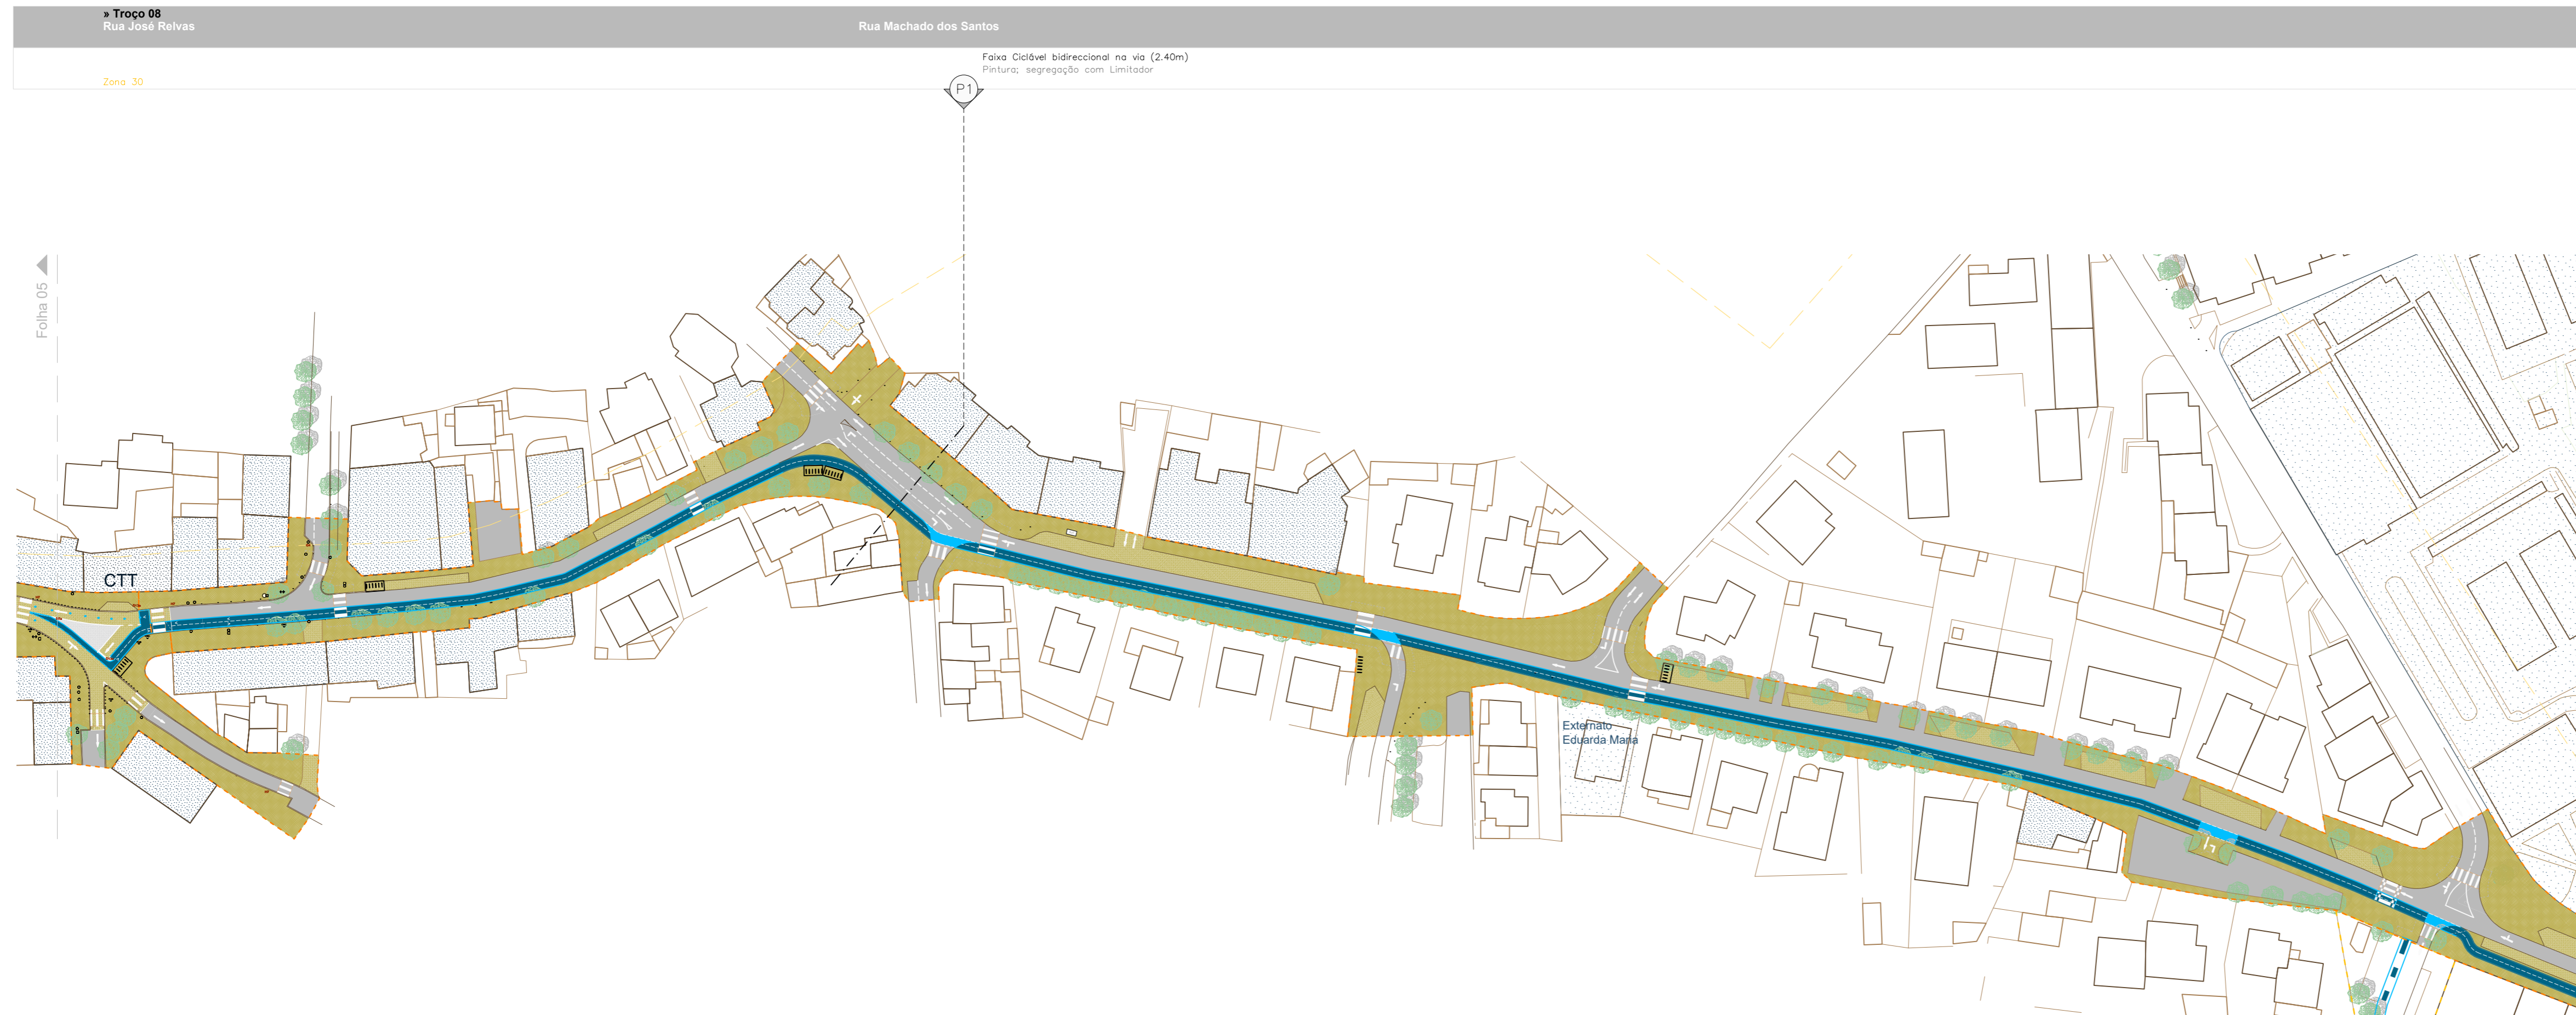 » Troço 08
Rua José Relvas
Rua Machado dos Santos
Faixa Ciclável bidireccional na via (2.40m)
Pintura; segregação com Limitador
Zona 30
P1
Folha 05
CTT
Externato
Eduarda Maria